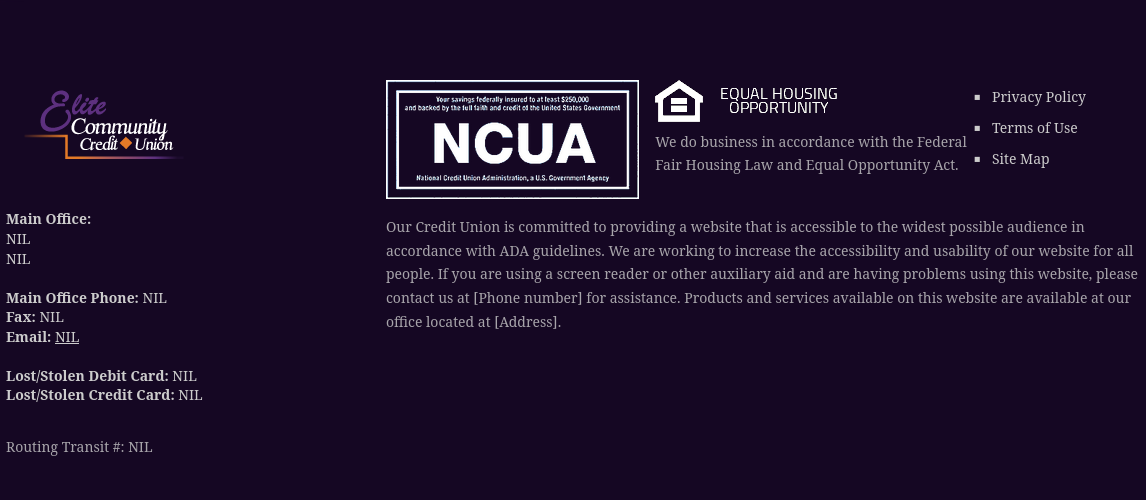 Elite
Community
Credit Union
Main Office:
NIL
NIL
Main Office Phone: NIL
Fax: NIL
Email: NIL
Lost/Stolen Debit Card: NIL
Lost/Stolen Credit Card: NIL
Routing Transit #: NIL
Your savings federally insured to at least $250,000
and backed by the full faith and credit of the United States Government
NCUA
National Credit Union Administration, a U.S. Government Agency
EQUAL HOUSING
OPPORTUNITY
We do business in accordance with the Federal
Fair Housing Law and Equal Opportunity Act.
Privacy Policy
Terms of Use
Site Map
Our Credit Union is committed to providing a website that is accessible to the widest possible audience in
accordance with ADA guidelines. We are working to increase the accessibility and usability of our website for all
people. If you are using a screen reader or other auxiliary aid and are having problems using this website, please
contact us at [Phone number] for assistance. Products and services available on this website are available at our
office located at [Address].